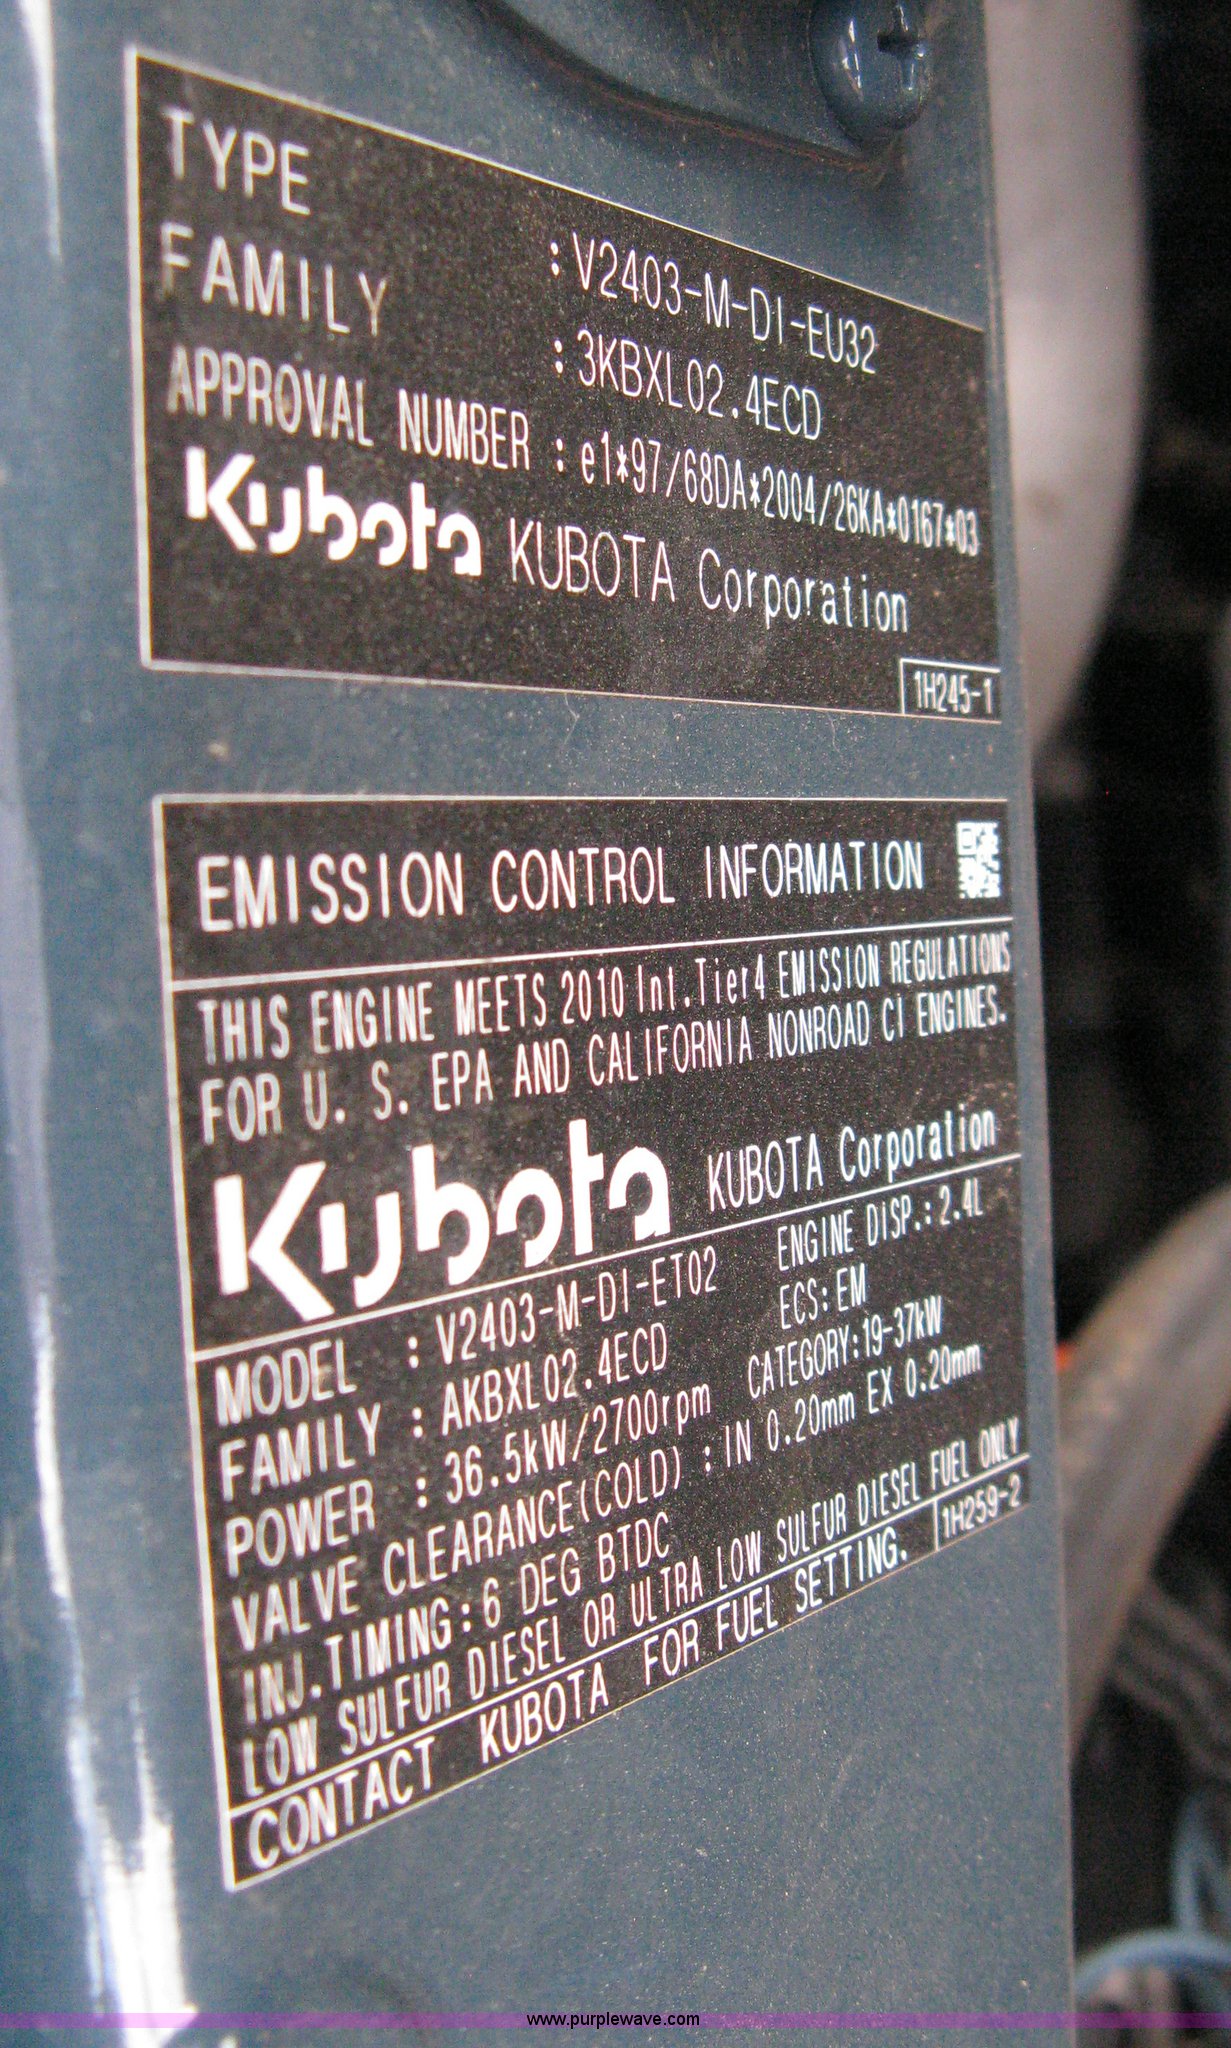 TYPE : V2403-M-DI-EU32
FAMILY : 3KBXL02.4ECD
APPROVAL NUMBER : e1*97/68DA*2004/26KA*0167*03
Kubota KUBOTA Corporation
1H245-1
EMISSION CONTROL INFORMATION
THIS ENGINE MEETS 2010 Int.Tier4 EMISSION REGULATIONS
FOR U. S. EPA AND CALIFORNIA NONROAD CI ENGINES.
Kubota KUBOTA Corporation
MODEL : V2403-M-DI-ET02 ENGINE DISP.: 2.4L
FAMILY : AKBXL02.4ECD ECS: EM
POWER : 36.5kW/2700rpm CATEGORY:19-37kW
VALVE CLEARANCE(COLD) : IN 0.20mm EX 0.20mm
INJ.TIMING: 6 DEG BTDC
LOW SULFUR DIESEL OR ULTRA LOW SULFUR DIESEL FUEL ONLY
CONTACT KUBOTA FOR FUEL SETTING. 1H259-2
www.purplewave.com